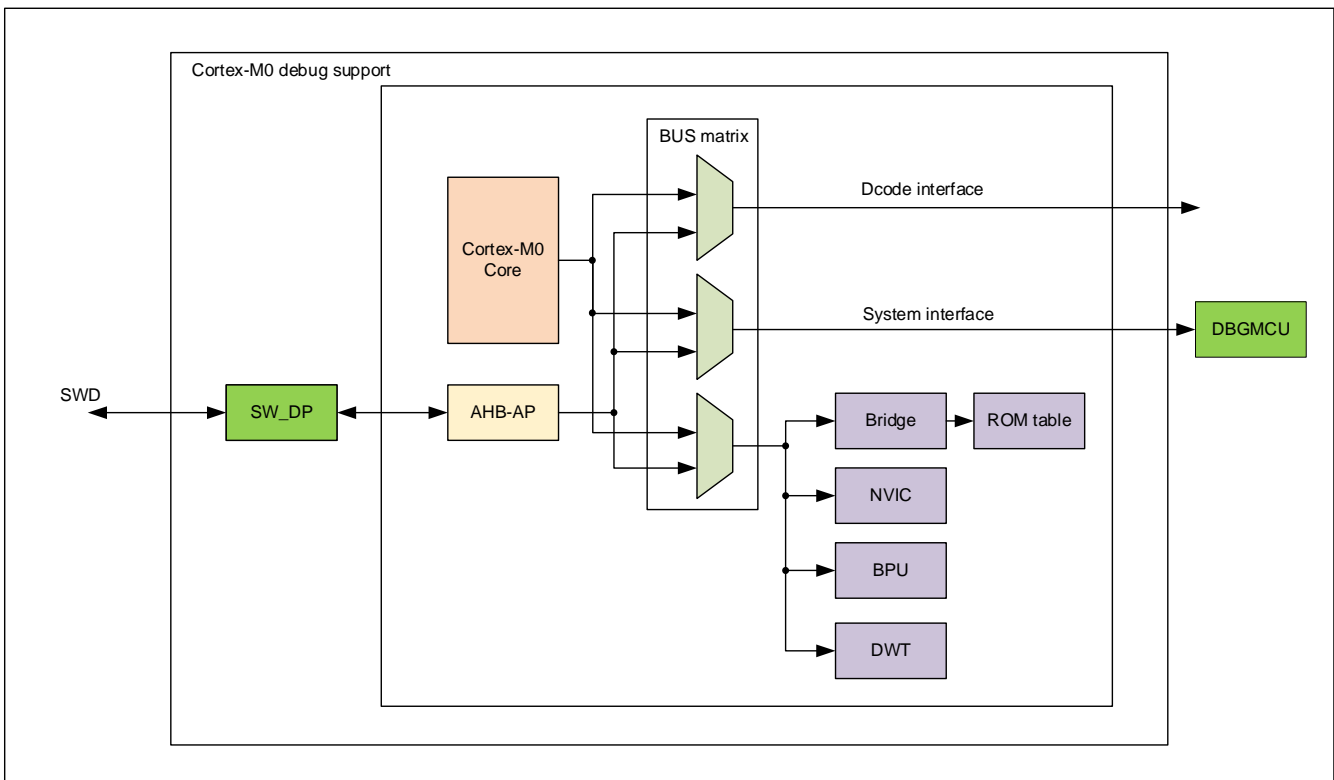 Cortex-M0 debug support
BUS matrix
Dcode interface
Cortex-M0
Core
System interface
DBGMCU
SWD
SW_DP
AHB-AP
Bridge
ROM table
NVIC
BPU
DWT